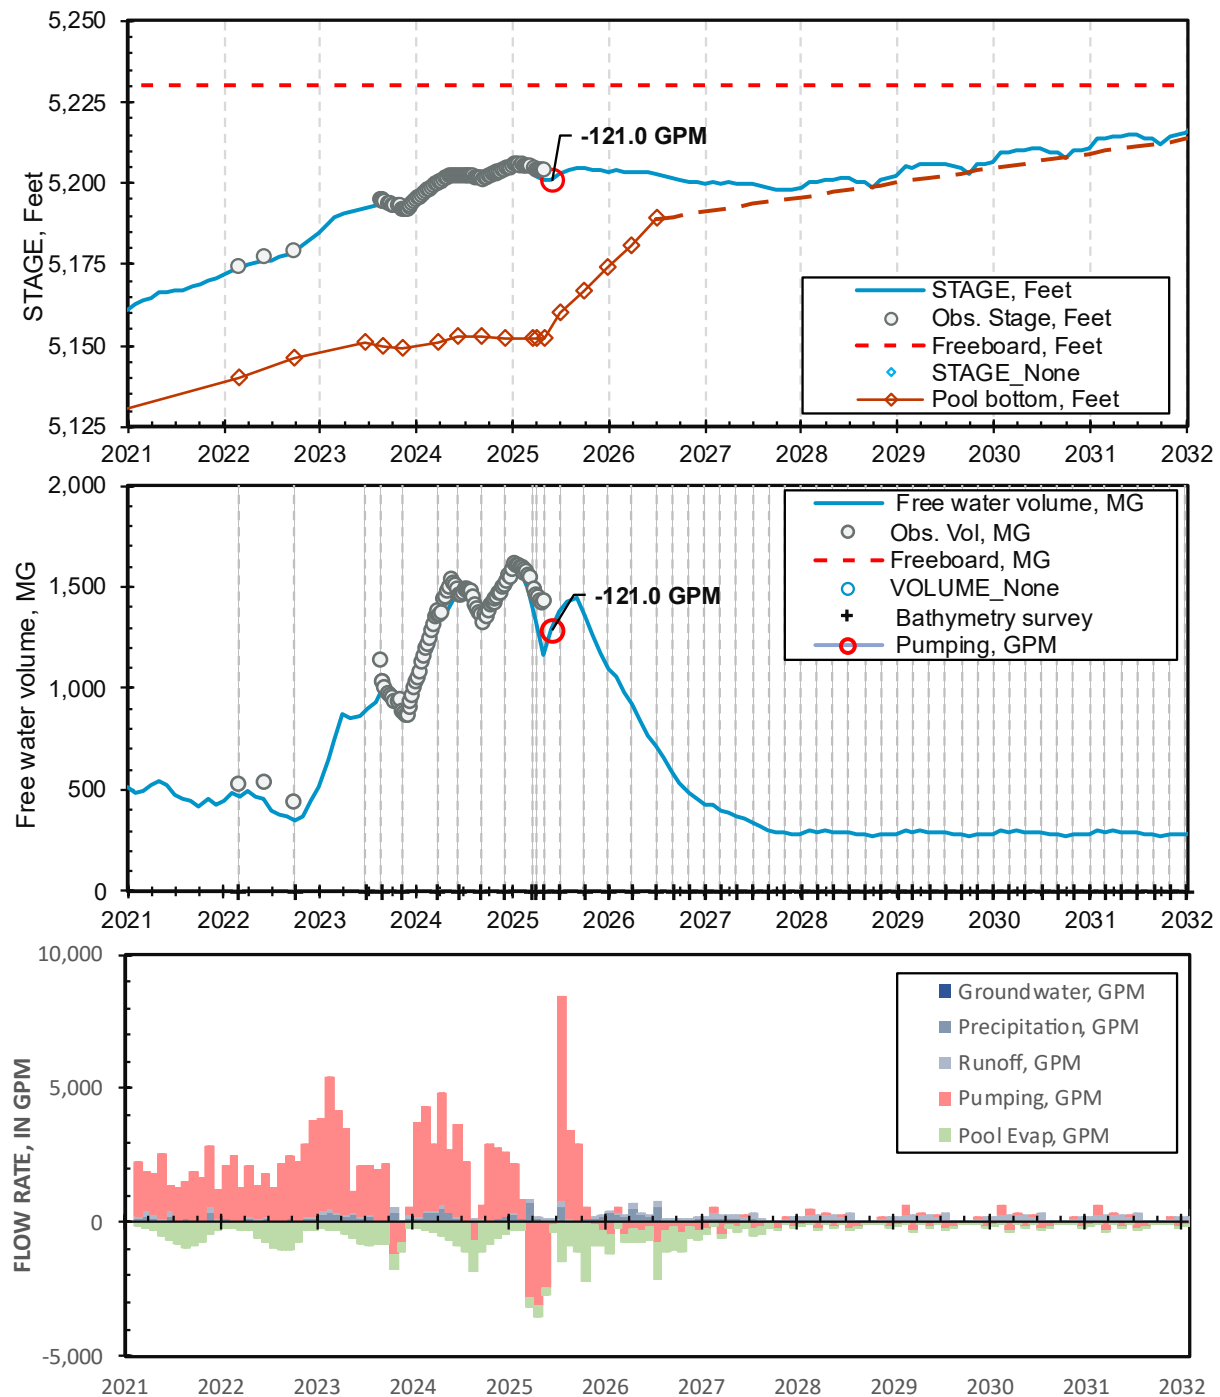 5,250
5,225
5,200
5,175
5,150
5,125
STAGE, Feet
-121.0 GPM
STAGE, Feet
Obs. Stage, Feet
Freeboard, Feet
STAGE_None
Pool bottom, Feet
2021 2022 2023 2024 2025 2026 2027 2028 2029 2030 2031 2032
2,000
1,500
1,000
500
0
Free water volume, MG
-121.0 GPM
Free water volume, MG
Obs. Vol, MG
Freeboard, MG
VOLUME_None
Bathymetry survey
Pumping, GPM
2021 2022 2023 2024 2025 2026 2027 2028 2029 2030 2031 2032
10,000
5,000
0
-5,000
FLOW RATE, IN GPM
Groundwater, GPM
Precipitation, GPM
Runoff, GPM
Pumping, GPM
Pool Evap, GPM
2021 2022 2023 2024 2025 2026 2027 2028 2029 2030 2031 2032